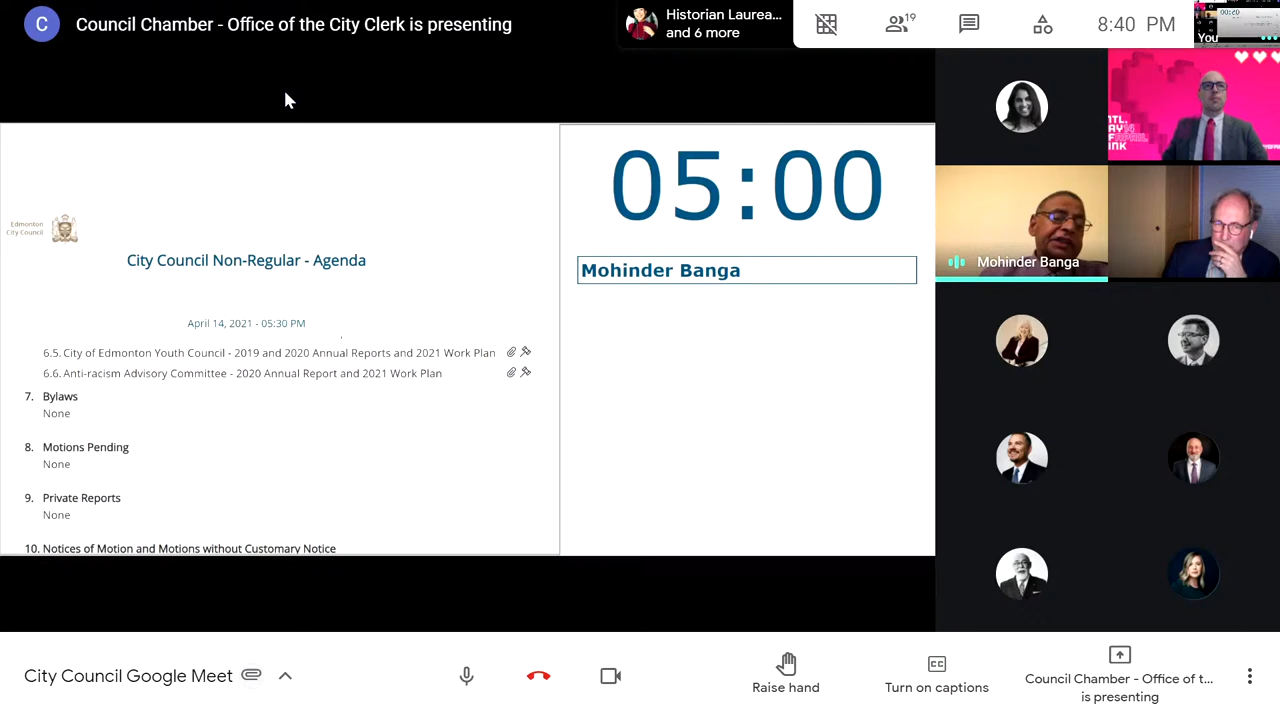 C
Council Chamber - Office of the City Clerk is presenting
Historian Laurea...
and 6 more
19
8:40 PM
You
05:00
Mohinder Banga
Edmonton
City Council
City Council Non-Regular - Agenda
April 14, 2021 - 05:30 PM
6.5. City of Edmonton Youth Council - 2019 and 2020 Annual Reports and 2021 Work Plan
6.6. Anti-racism Advisory Committee - 2020 Annual Report and 2021 Work Plan
7. Bylaws
None
8. Motions Pending
None
9. Private Reports
None
10. Notices of Motion and Motions without Customary Notice
Mohinder Banga
City Council Google Meet
Raise hand
CC
Turn on captions
Council Chamber - Office of t...
is presenting